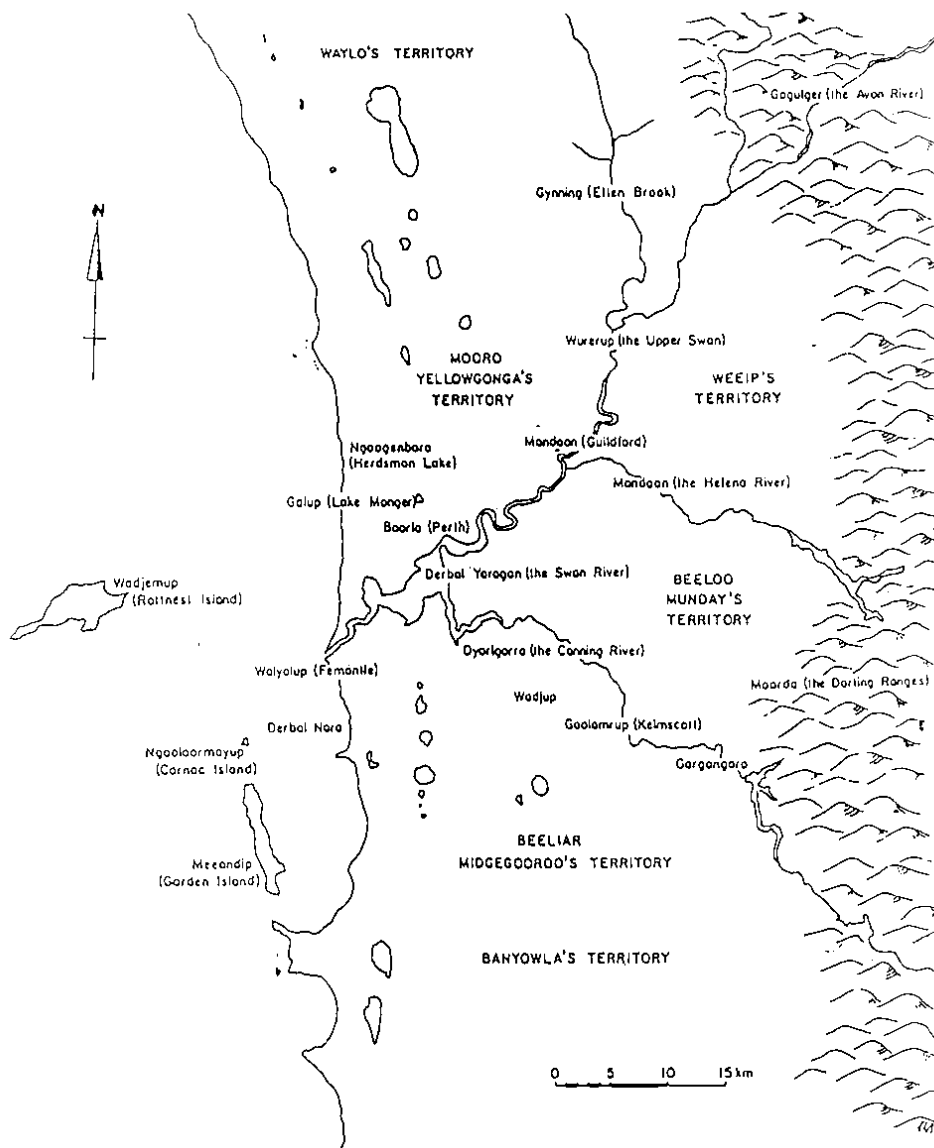 WAYLO'S TERRITORY
Gogulger (the Avon River)
N
Gynning (Ellen Brook)
Wurerup (the Upper Swan)
MOORO
YELLOWGONGA'S
TERRITORY
WEEIP'S
TERRITORY
Ngoogenboro
(Herdsman Lake)
Mandoon (Guildford)
Mandoon (the Helena River)
Galup (Lake Monger)
Boorlo (Perth)
Derbal Yaragan (the Swan River)
Wadjemup
(Rottnest Island)
BEELOO
MUNDAY'S
TERRITORY
Walyalup (Femantle)
Dyarlgarra (the Canning River)
Moorda (the Darling Ranges)
Wadjup
Derbal Nara
Goolamrup (Kelmscott)
Ngooloormayup
(Carnac Island)
Gargangara
BEELIAR
MIDGEGOOROO'S TERRITORY
Meeandip
(Garden Island)
BANYOWLA'S TERRITORY
0 5 10 15 km